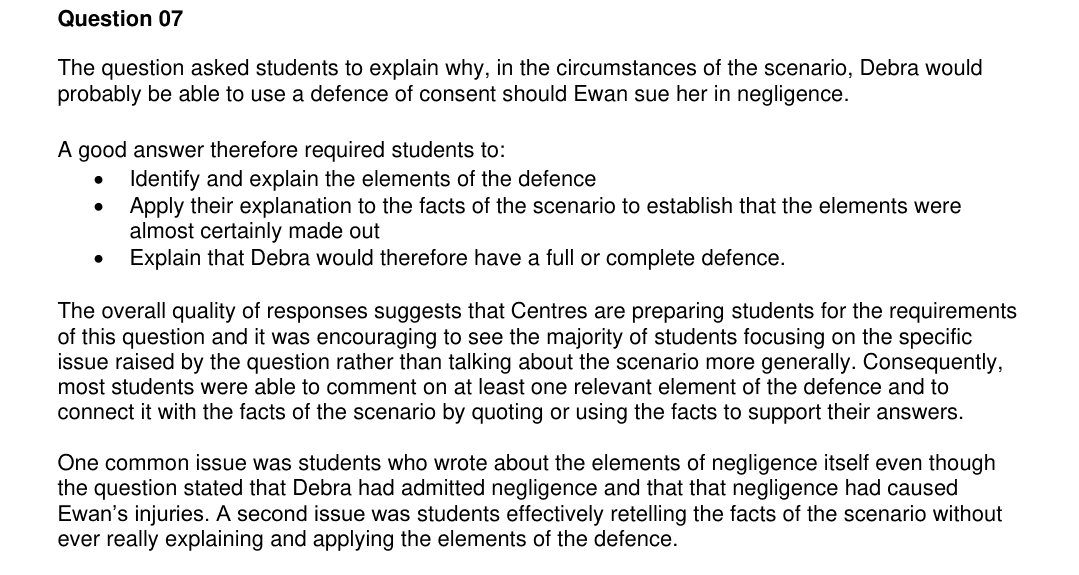 Question 07
The question asked students to explain why, in the circumstances of the scenario, Debra would
probably be able to use a defence of consent should Ewan sue her in negligence.
A good answer therefore required students to:
• Identify and explain the elements of the defence
• Apply their explanation to the facts of the scenario to establish that the elements were
almost certainly made out
• Explain that Debra would therefore have a full or complete defence.
The overall quality of responses suggests that Centres are preparing students for the requirements
of this question and it was encouraging to see the majority of students focusing on the specific
issue raised by the question rather than talking about the scenario more generally. Consequently,
most students were able to comment on at least one relevant element of the defence and to
connect it with the facts of the scenario by quoting or using the facts to support their answers.
One common issue was students who wrote about the elements of negligence itself even though
the question stated that Debra had admitted negligence and that that negligence had caused
Ewan's injuries. A second issue was students effectively retelling the facts of the scenario without
ever really explaining and applying the elements of the defence.